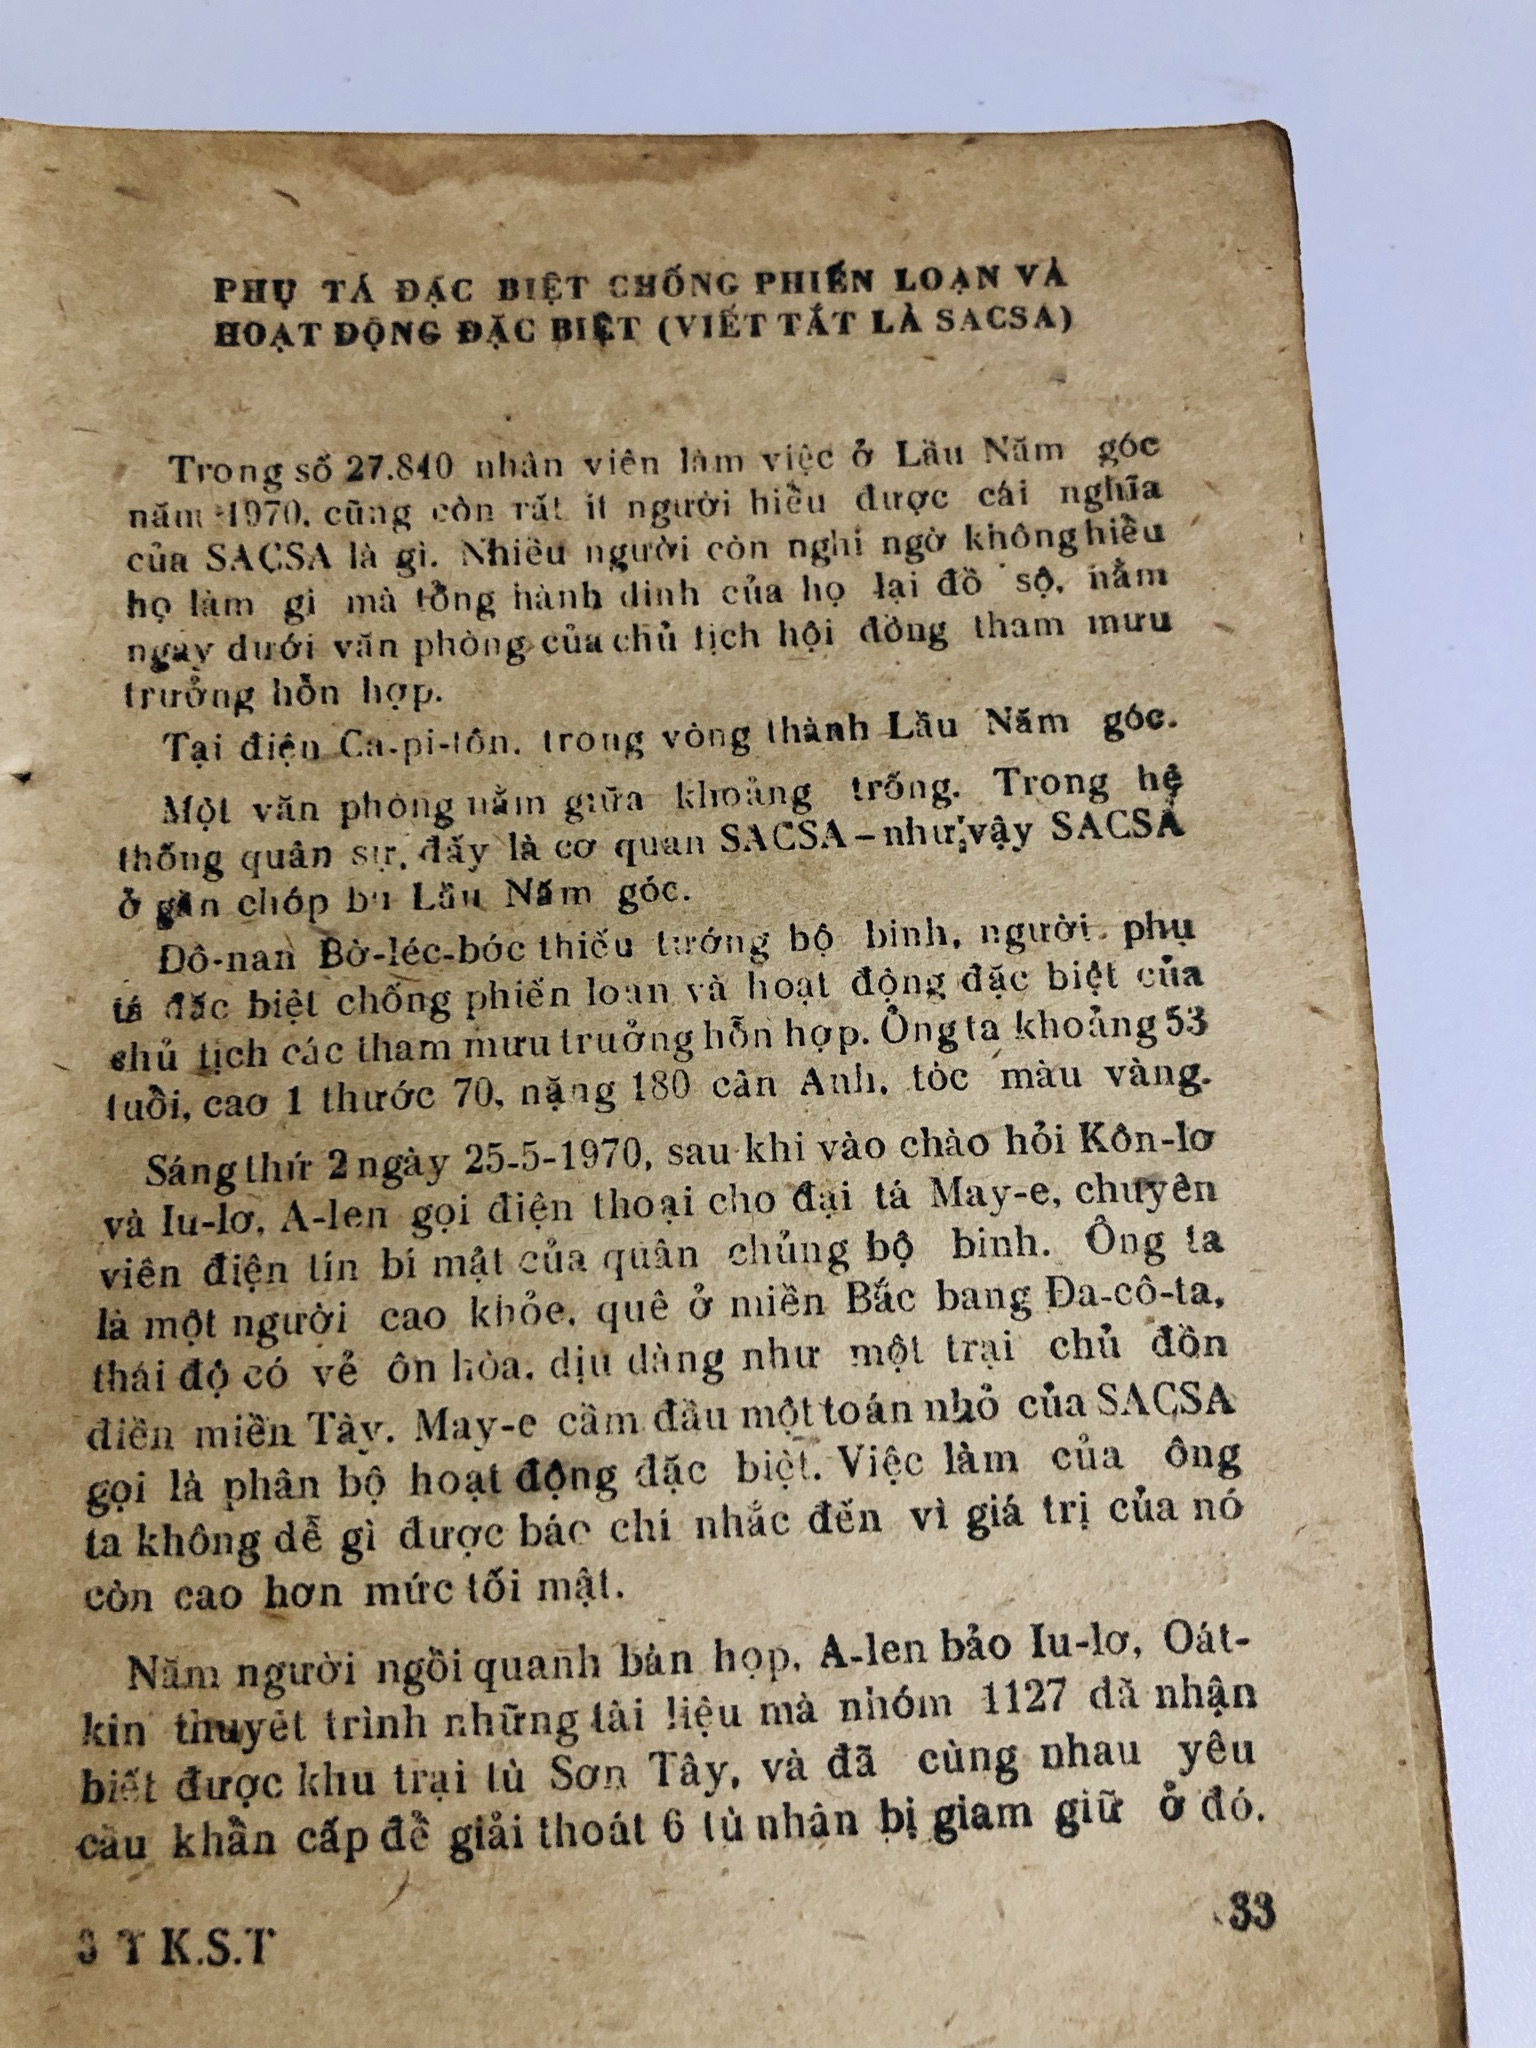 PHỤ TÁ ĐẶC BIỆT CHỐNG PHIẾN LOẠN VÀ
HOẠT ĐỘNG ĐẶC BIỆT (VIẾT TẮT LÀ SACSA)
Trong số 27.840 nhân viên làm việc ở Lầu Năm góc
năm 1970, cũng còn rất ít người hiểu được cái nghĩa
của SACSA là gì. Nhiều người còn nghi ngờ không hiểu
họ làm gì mà tổng hành dinh của họ lại đồ sộ, nằm
ngay dưới văn phòng của chủ tịch hội đồng tham mưu
trưởng hỗn hợp.
Tại điện Ca-pi-tôn, trong vòng thành Lầu Năm góc.
Một văn phòng nằm giữa khoảng trống. Trong hệ
thống quân sự, đấy là cơ quan SACSA – như vậy SACSA
ở gần chóp bu Lầu Năm góc.
Đô-nan Bờ-léc-bớc thiếu tướng bộ binh, người phụ
tá đặc biệt chống phiến loạn và hoạt động đặc biệt của
chủ tịch các tham mưu trưởng hỗn hợp. Ông ta khoảng 53
tuổi, cao 1 thước 70, nặng 180 cân Anh, tóc màu vàng.
Sáng thứ 2 ngày 25-5-1970, sau khi vào chào hỏi Kôn-lơ
và Iu-lơ, A-len gọi điện thoại cho đại tá May-e, chuyên
viên điện tín bí mật của quân chủng bộ binh. Ông ta
là một người cao khỏe, quê ở miền Bắc bang Đa-cô-ta,
thái độ có vẻ ôn hòa, dịu dàng như một trại chủ đồn
điền miền Tây. May-e cầm đầu một toán nhỏ của SACSA
gọi là phân bộ hoạt động đặc biệt. Việc làm của ông
ta không dễ gì được báo chí nhắc đến vì giá trị của nó
còn cao hơn mức tối mật.
Năm người ngồi quanh bàn họp, A-len bảo Iu-lơ, Oát-
kin thuyết trình những tài liệu mà nhóm 1127 đã nhận
biết được khu trại tù Sơn Tây, và đã cùng nhau yêu
cầu khẩn cấp để giải thoát 6 tù nhân bị giam giữ ở đó.
3 T K.S.T
33